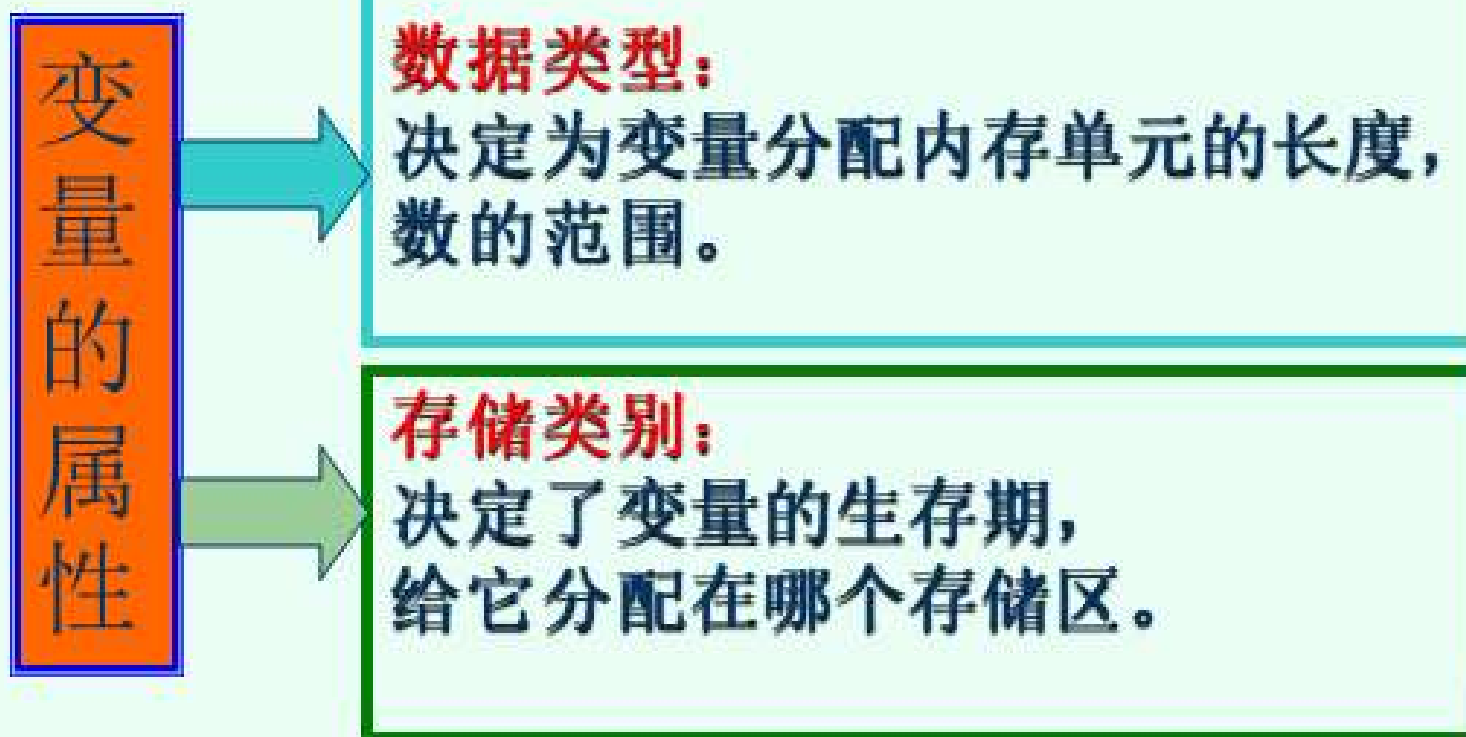 变量的属性
数据类型：
决定为变量分配内存单元的长度，
数的范围。
存储类别：
决定了变量的生存期，
给它分配在哪个存储区。